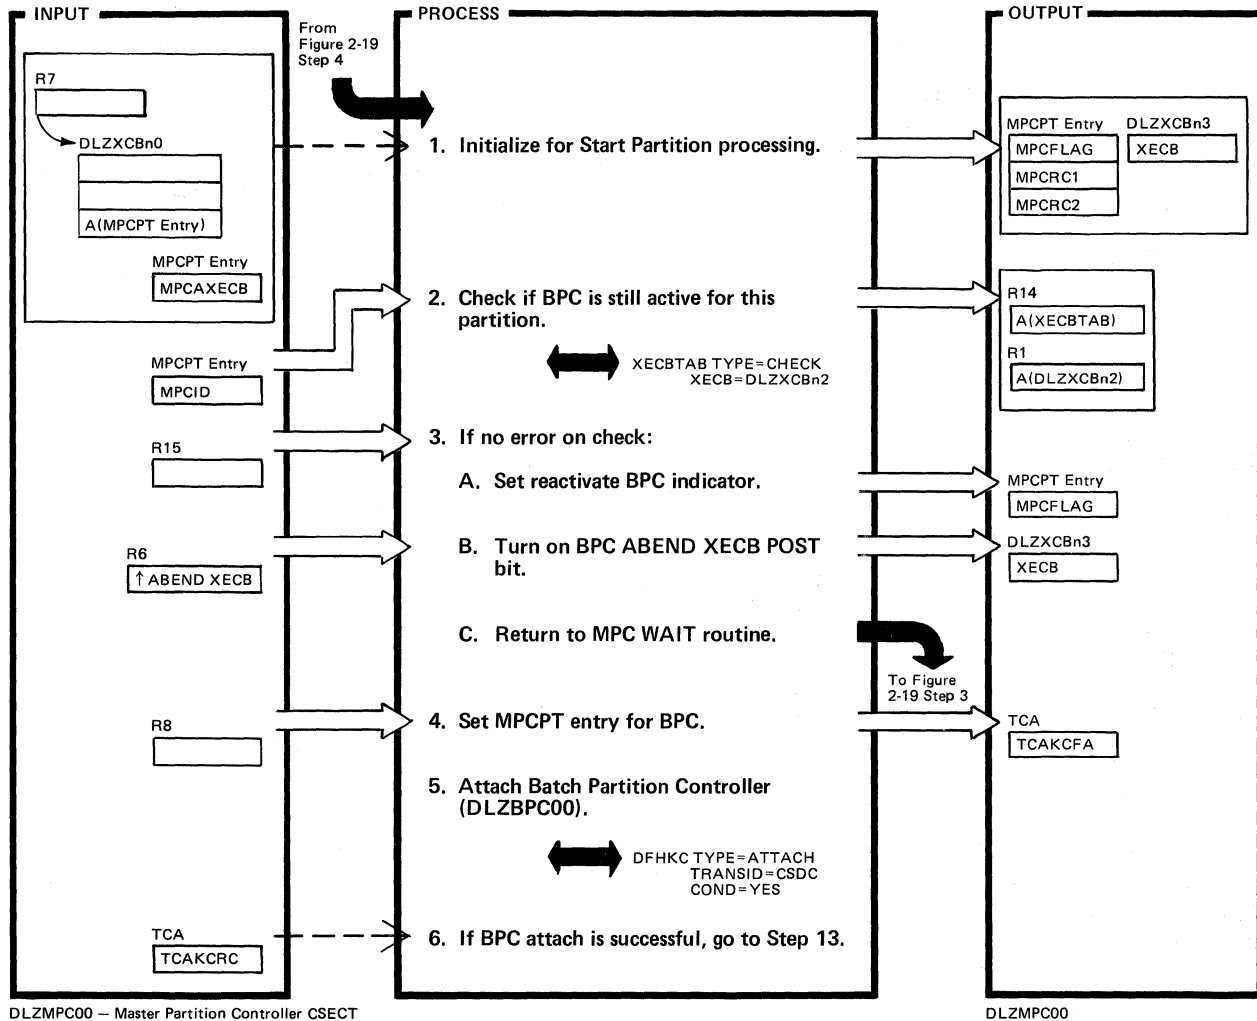 INPUT
PROCESS
OUTPUT
From
Figure 2-19
Step 4
R7
DLZXCBn0
A(MPCPT Entry)
MPCPT Entry
MPCAXECB
1. Initialize for Start Partition processing.
MPCPT Entry
MPCFLAG
MPCRC1
MPCRC2
DLZXCBn3
XECB
MPCPT Entry
MPCID
2. Check if BPC is still active for this
partition.
XECBTAB TYPE=CHECK
XECB=DLZXCBn2
R14
A(XECBTAB)
R1
A(DLZXCBn2)
R15
3. If no error on check:
A. Set reactivate BPC indicator.
MPCPT Entry
MPCFLAG
R6
↑ ABEND XECB
B. Turn on BPC ABEND XECB POST
bit.
DLZXCBn3
XECB
C. Return to MPC WAIT routine.
To Figure
2-19 Step 3
R8
4. Set MPCPT entry for BPC.
TCA
TCAKCFA
5. Attach Batch Partition Controller
(DLZBPC00).
DFHKC TYPE=ATTACH
TRANSID=CSDC
COND=YES
TCA
TCAKCRC
6. If BPC attach is successful, go to Step 13.
DLZMPC00 — Master Partition Controller CSECT
DLZMPC00